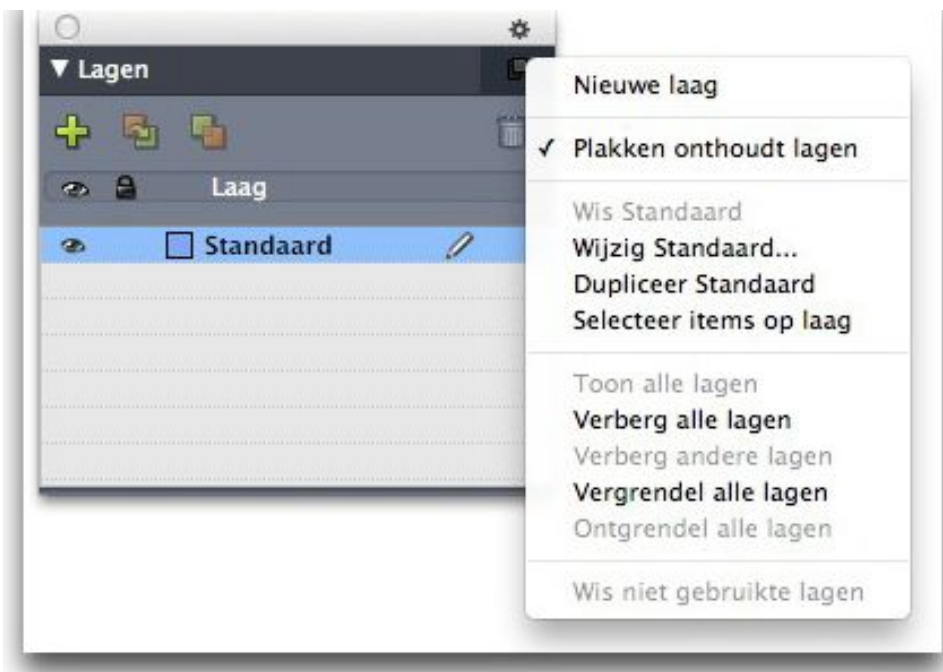 Lagen
Laag
Standaard
Nieuwe laag
Plakken onthoudt lagen
Wis Standaard
Wijzig Standaard...
Dupliceer Standaard
Selecteer items op laag
Toon alle lagen
Verberg alle lagen
Verberg andere lagen
Vergrendel alle lagen
Ontgrendel alle lagen
Wis niet gebruikte lagen